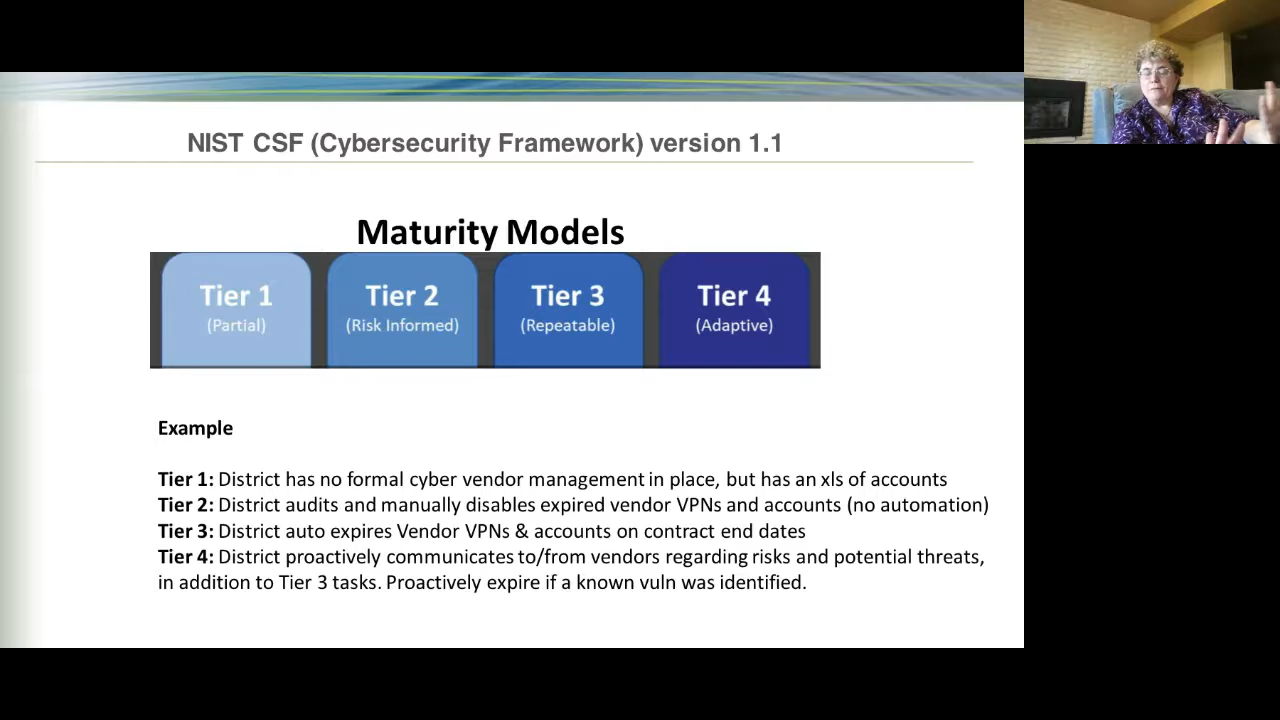 NIST CSF (Cybersecurity Framework) version 1.1
Maturity Models
Tier 1
(Partial)
Tier 2
(Risk Informed)
Tier 3
(Repeatable)
Tier 4
(Adaptive)
Example
Tier 1: District has no formal cyber vendor management in place, but has an xls of accounts
Tier 2: District audits and manually disables expired vendor VPNs and accounts (no automation)
Tier 3: District auto expires Vendor VPNs & accounts on contract end dates
Tier 4: District proactively communicates to/from vendors regarding risks and potential threats,
in addition to Tier 3 tasks. Proactively expire if a known vuln was identified.